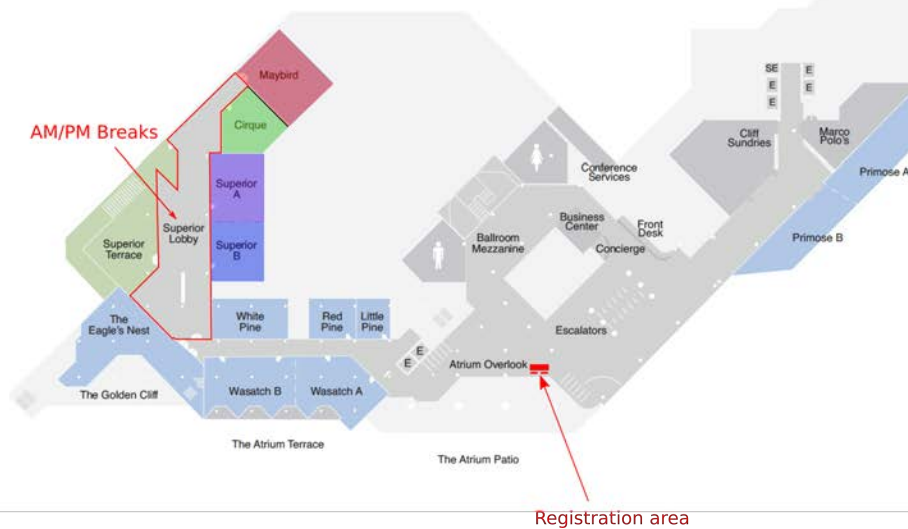 Maybird
SE
E
E
E
E
AM/PM Breaks
Cirque
Cliff
Sundries
Marco
Polo's
Conference
Services
Primose A
Superior
A
Superior
Lobby
Business
Center
Front
Desk
Superior
Terrace
Superior
B
Ballroom
Mezzanine
Concierge
Primose B
The
Eagle's Nest
White
Pine
Red
Pine
Little
Pine
Escalators
E
E
Atrium Overlook
The Golden Cliff
Wasatch B
Wasatch A
The Atrium Terrace
The Atrium Patio
Registration area